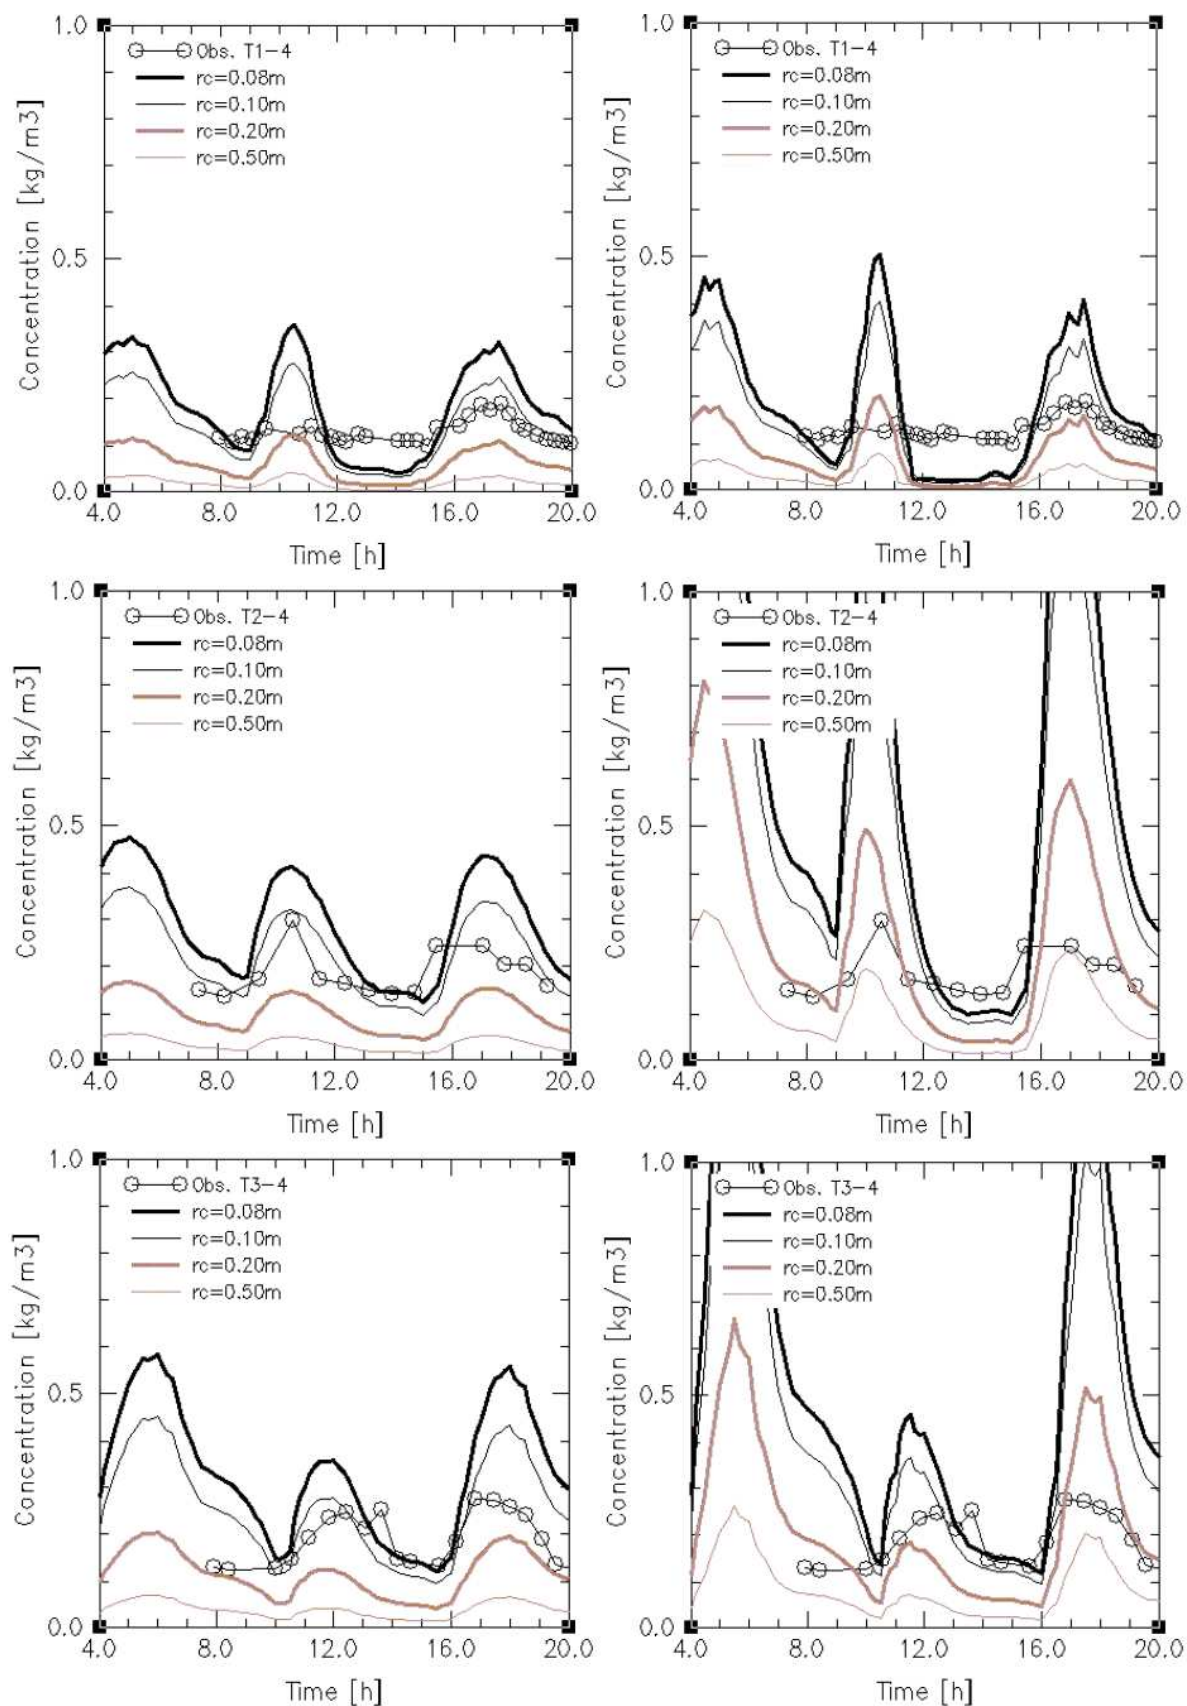 1.0
Obs. T1-4
rc=0.08m
rc=0.10m
rc=0.20m
rc=0.50m
0.5
0.0
4.0 8.0 12.0 16.0 20.0
Time [h]
Concentration [kg/m3]
1.0
Obs. T1-4
rc=0.08m
rc=0.10m
rc=0.20m
rc=0.50m
0.5
0.0
4.0 8.0 12.0 16.0 20.0
Time [h]
Concentration [kg/m3]
1.0
Obs. T2-4
rc=0.08m
rc=0.10m
rc=0.20m
rc=0.50m
0.5
0.0
4.0 8.0 12.0 16.0 20.0
Time [h]
Concentration [kg/m3]
1.0
Obs. T2-4
rc=0.08m
rc=0.10m
rc=0.20m
rc=0.50m
0.5
0.0
4.0 8.0 12.0 16.0 20.0
Time [h]
Concentration [kg/m3]
1.0
Obs. T3-4
rc=0.08m
rc=0.10m
rc=0.20m
rc=0.50m
0.5
0.0
4.0 8.0 12.0 16.0 20.0
Time [h]
Concentration [kg/m3]
1.0
Obs. T3-4
rc=0.08m
rc=0.10m
rc=0.20m
rc=0.50m
0.5
0.0
4.0 8.0 12.0 16.0 20.0
Time [h]
Concentration [kg/m3]